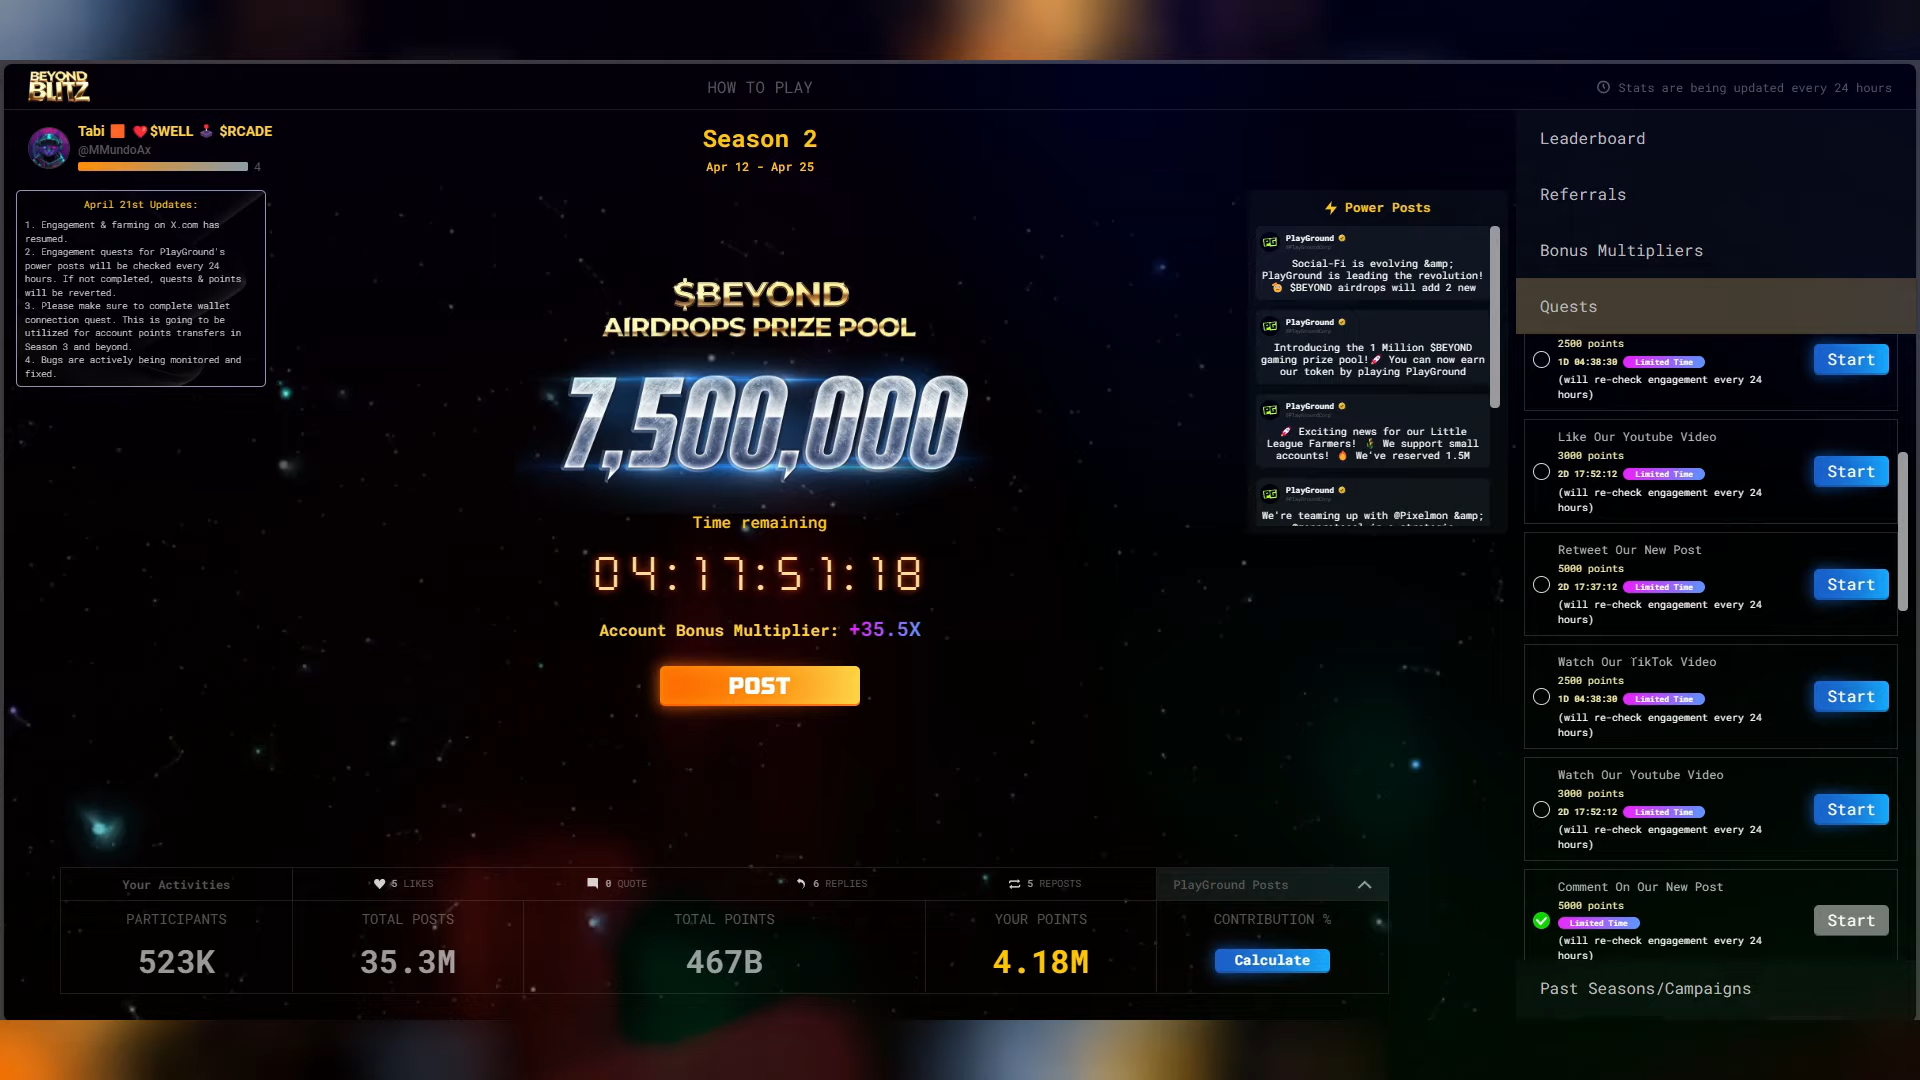 BEYOND
BLITZ
HOW TO PLAY
Stats are being updated every 24 hours
Tabi 🟧 ❤️$WELL 🕹️ $RCADE
@MMundoAx
4
Season 2
Apr 12 - Apr 25
April 21st Updates:
1. Engagement & farming on X.com has
resumed.
2. Engagement quests for PlayGround's
power posts will be checked every 24
hours. If not completed, quests & points
will be reverted.
3. Please make sure to complete wallet
connection quest. This is going to be
utilized for account points transfers in
Season 3 and beyond.
4. Bugs are actively being monitored and
fixed.
$BEYOND
AIRDROPS PRIZE POOL
7,500,000
Time remaining
04:17:51:18
Account Bonus Multiplier: +35.5X
POST
Power Posts
PG
PlayGround
Social-Fi is evolving &amp;
PlayGround is leading the revolution!
$BEYOND airdrops will add 2 new
PG
PlayGround
Introducing the 1 Million $BEYOND
gaming prize pool!🚀 You can now earn
our token by playing PlayGround
PG
PlayGround
🚀 Exciting news for our Little
League Farmers! We support small
accounts! 🔥 We've reserved 1.5M
PG
PlayGround
We're teaming up with @Pixelmon &amp;
Leaderboard
Referrals
Bonus Multipliers
Quests
2500 points
1D 04:38:30 Limited Time
(will re-check engagement every 24
hours)
Start
Like Our Youtube Video
3000 points
2D 17:52:12 Limited Time
(will re-check engagement every 24
hours)
Start
Retweet Our New Post
5000 points
2D 17:37:12 Limited Time
(will re-check engagement every 24
hours)
Start
Watch Our TikTok Video
2500 points
1D 04:38:30 Limited Time
(will re-check engagement every 24
hours)
Start
Watch Our Youtube Video
3000 points
2D 17:52:12 Limited Time
(will re-check engagement every 24
hours)
Start
Comment On Our New Post
5000 points
Limited Time
(will re-check engagement every 24
hours)
Start
Past Seasons/Campaigns
Your Activities
5 LIKES
0 QUOTE
6 REPLIES
5 REPOSTS
PlayGround Posts
PARTICIPANTS
523K
TOTAL POSTS
35.3M
TOTAL POINTS
467B
YOUR POINTS
4.18M
CONTRIBUTION %
Calculate